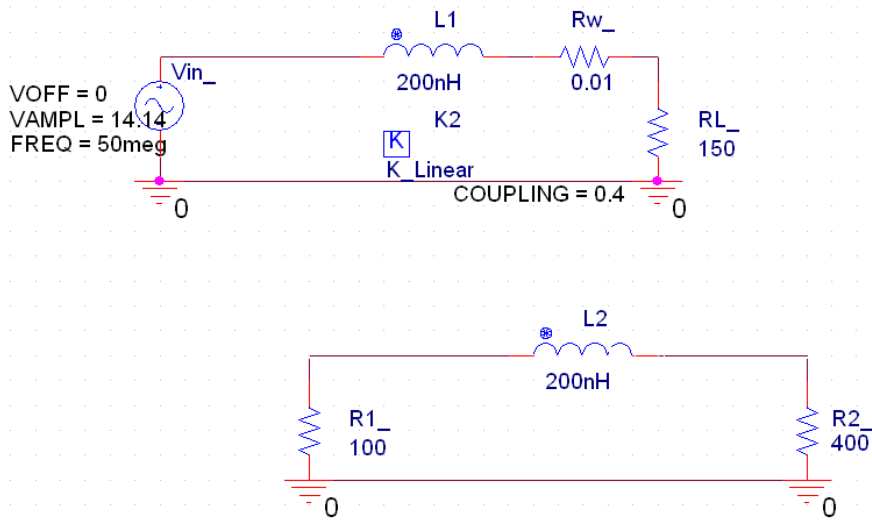 L1
Rw_
Vin_
200nH
0.01
VOFF = 0
VAMPL = 14.14
FREQ = 50meg
K2
RL_
150
K
K_Linear
COUPLING = 0.4
0
0
L2
200nH
R1_
100
R2_
400
0
0